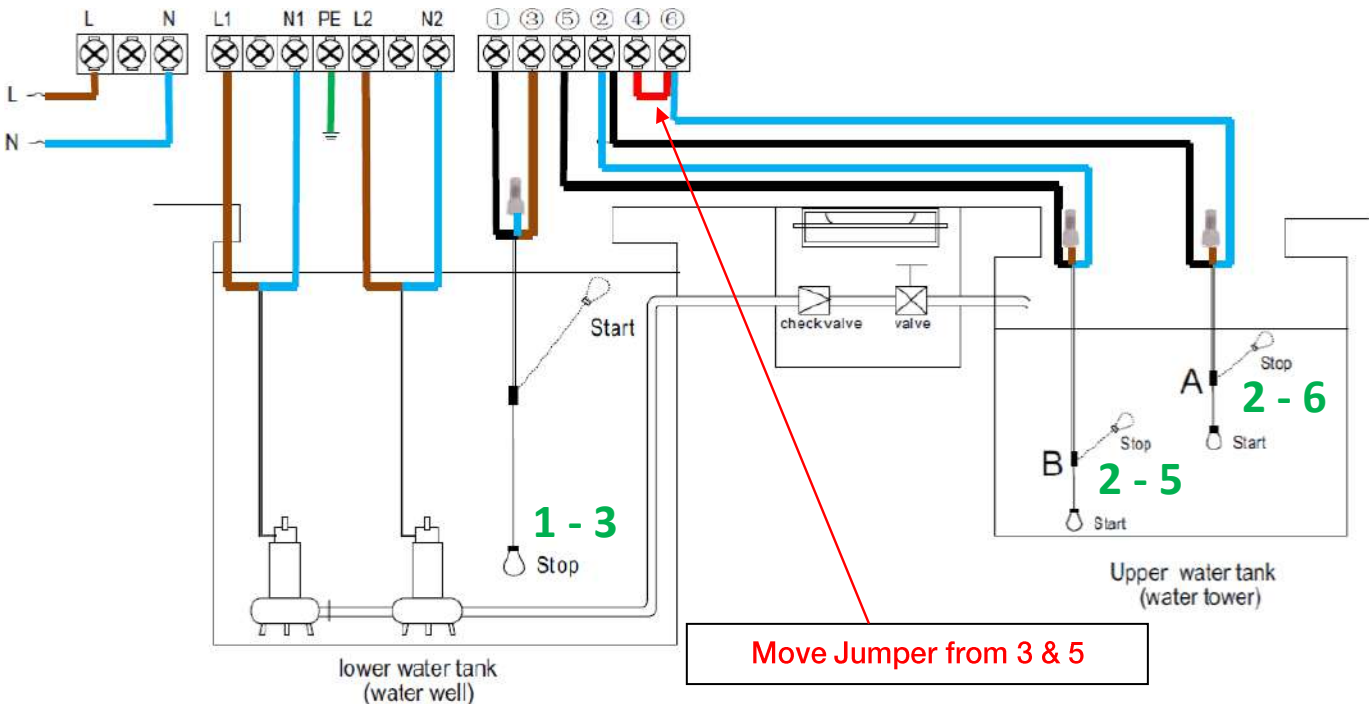 L N L1 N1 PE L2 N2 ① ③ ⑤ ② ④ ⑥
L
N
Start
checkvalve valve
Stop
A
2 - 6
Stop
Start
B
2 - 5
Start
1 - 3
Stop
Upper water tank
(water tower)
Move Jumper from 3 & 5
lower water tank
(water well)